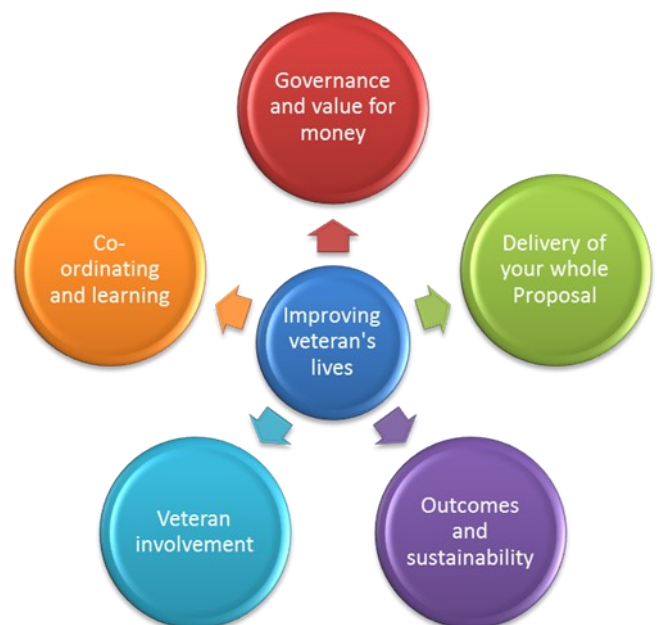 Governance
and value for
money
Co-
ordinating
and learning
Delivery of
your whole
Proposal
Improving
veteran's
lives
Veteran
involvement
Outcomes
and
sustainability